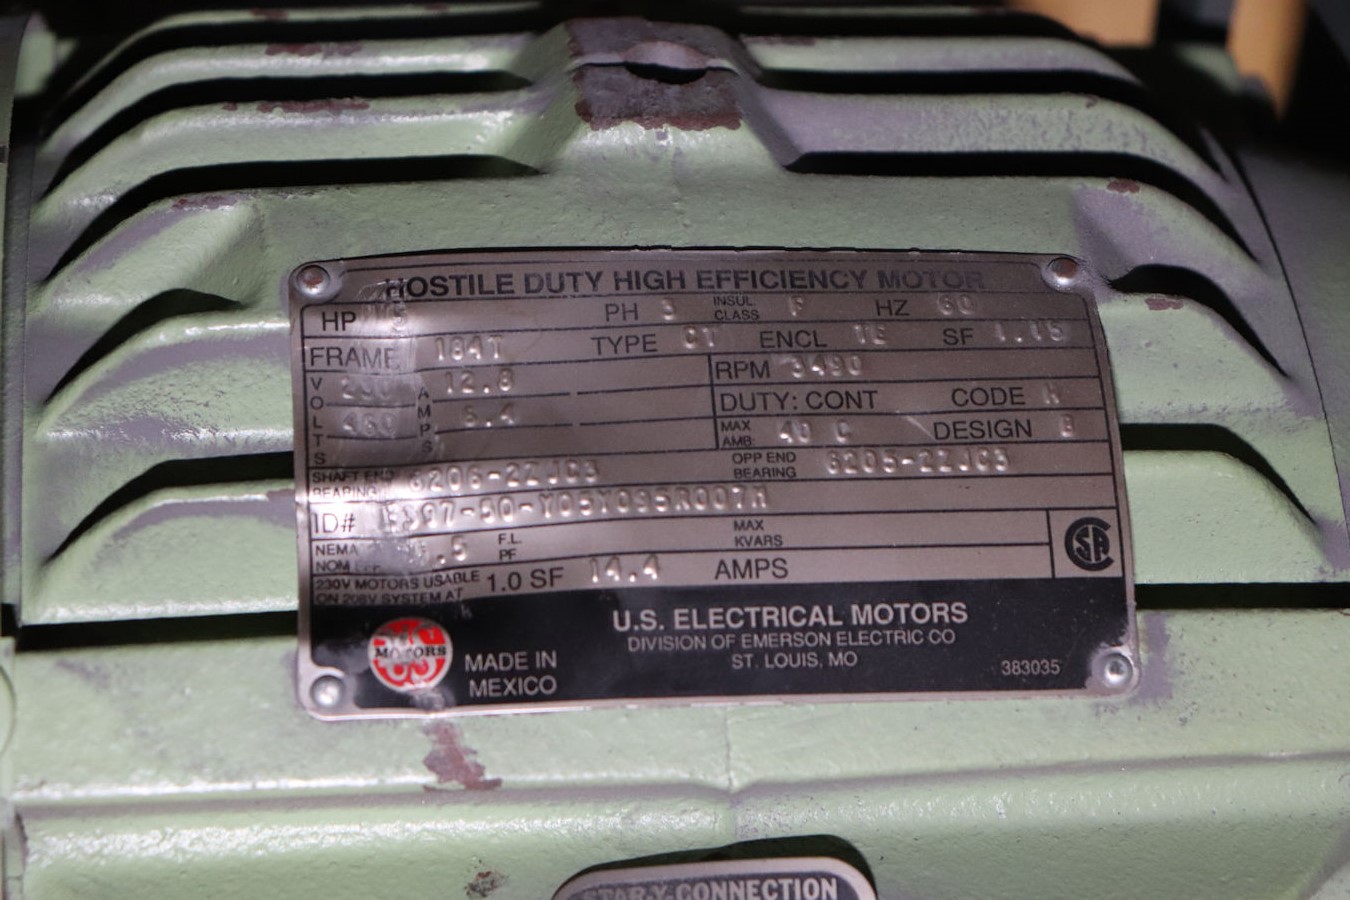 HOSTILE DUTY HIGH EFFICIENCY MOTOR
HP PH 3 INSUL. CLASS F HZ 60
FRAME 184T TYPE CT ENCL TE SF 1.15
VOLTS 230 AMPS 12.8 RPM 3490
460 6.4 DUTY: CONT CODE
MAX AMB: 40 C DESIGN B
SHAFT END BEARING 6206-2ZJC3 OPP END BEARING 6205-2ZJC3
ID#
NEMA NOM EFF .5 F.L. PF MAX KVARS
230V MOTORS USABLE ON 208V SYSTEM AT 1.0 SF 14.4 AMPS
SA
U.S. ELECTRICAL MOTORS
DIVISION OF EMERSON ELECTRIC CO
ST. LOUIS, MO
MOTORS
MADE IN
MEXICO
383035
STAR-Y-CONNECTION